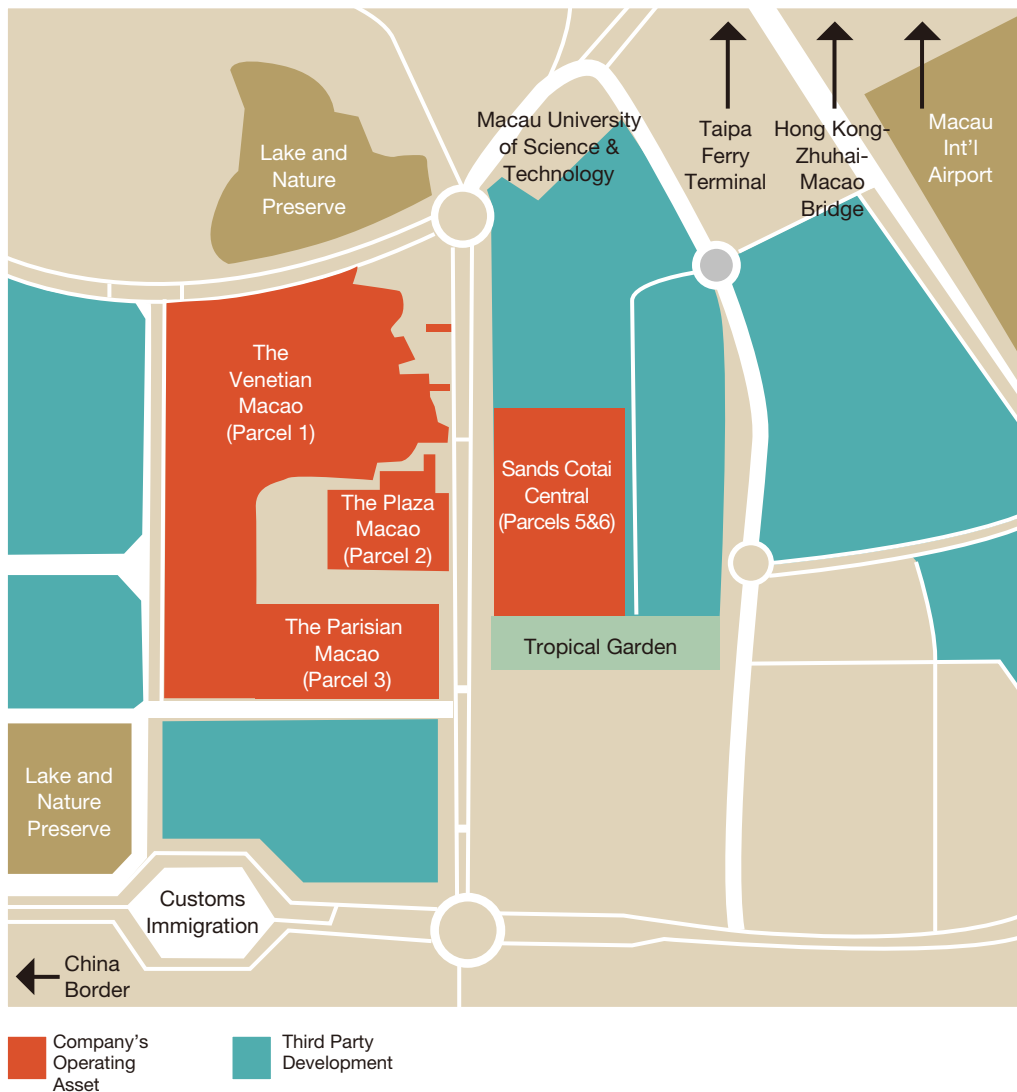 Macau University
of Science &
Technology
Taipa
Ferry
Terminal
Hong Kong-
Zhuhai-
Macao
Bridge
Macau
Int'l
Airport
Lake and
Nature
Preserve
The
Venetian
Macao
(Parcel 1)
Sands Cotai
Central
(Parcels 5&6)
The Plaza
Macao
(Parcel 2)
The Parisian
Macao
(Parcel 3)
Tropical Garden
Lake and
Nature
Preserve
Customs
Immigration
China
Border
Company's
Operating
Asset
Third Party
Development